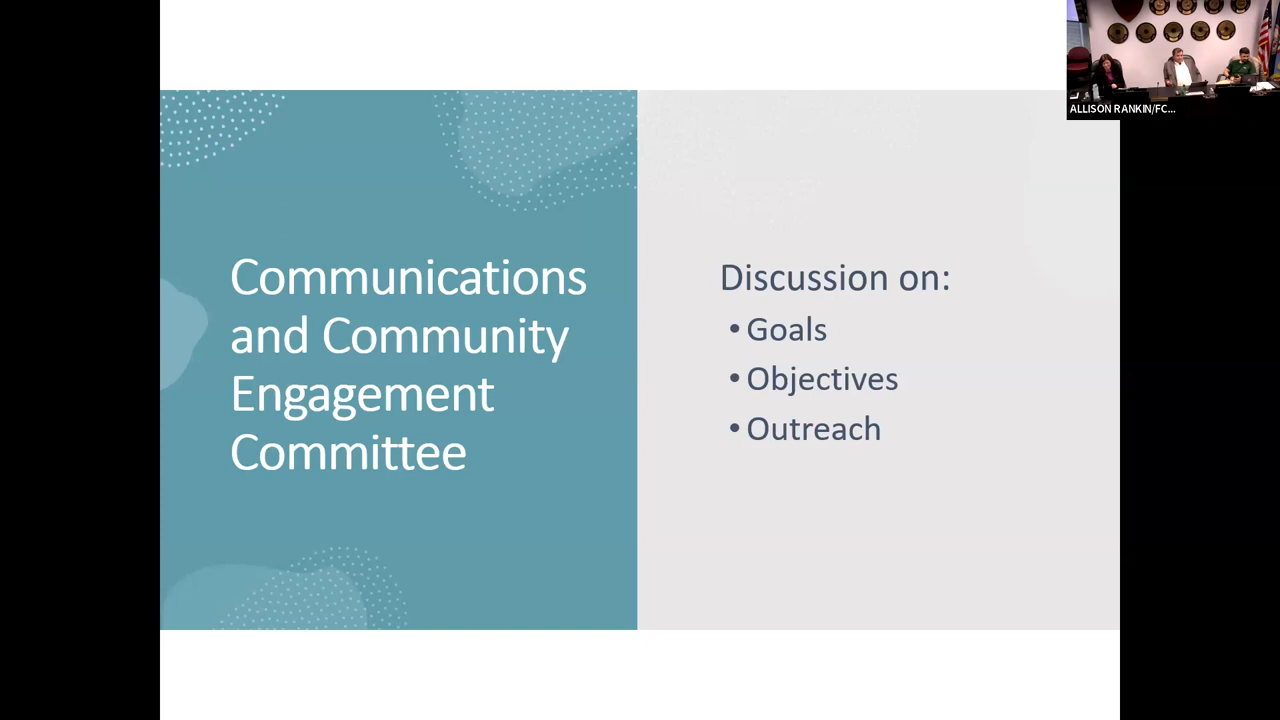 ALLISON RANKIN/FC...
Communications
and Community
Engagement
Committee
Discussion on:
• Goals
• Objectives
• Outreach